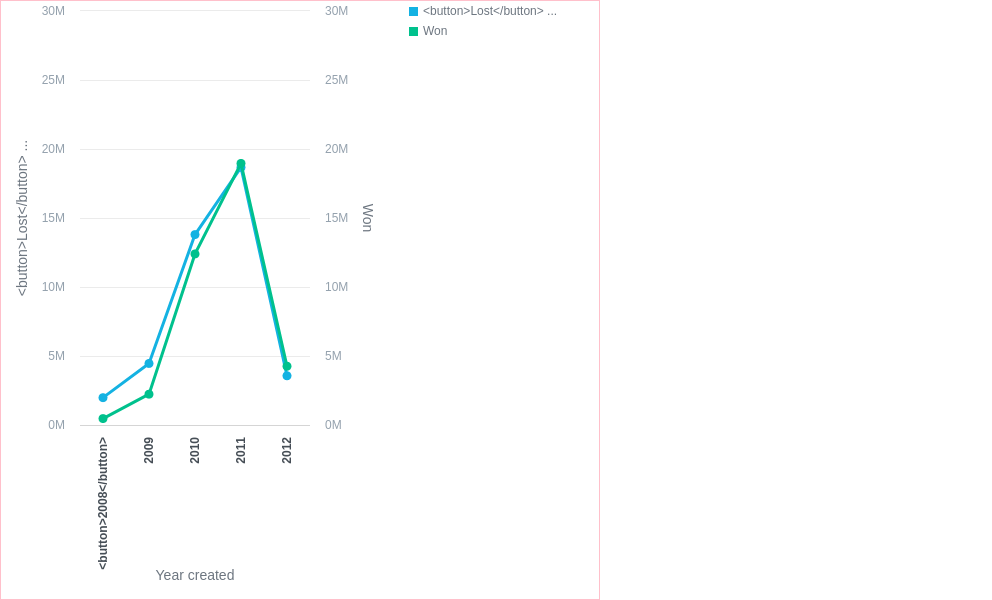 30M
25M
20M
15M
10M
5M
0M
<button>Lost</button> ...
30M
25M
20M
15M
10M
5M
0M
Won
<button>2008</button>
2009
2010
2011
2012
Year created
<button>Lost</button> ...
Won